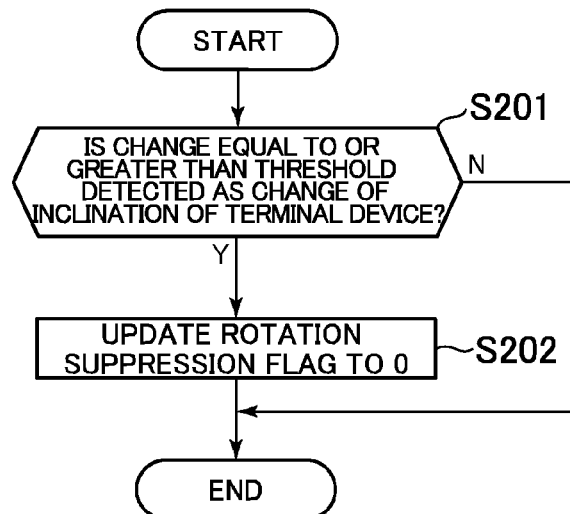 START
S201
IS CHANGE EQUAL TO OR
GREATER THAN THRESHOLD
DETECTED AS CHANGE OF
INCLINATION OF TERMINAL DEVICE?
N
Y
UPDATE ROTATION
SUPPRESSION FLAG TO 0
S202
END